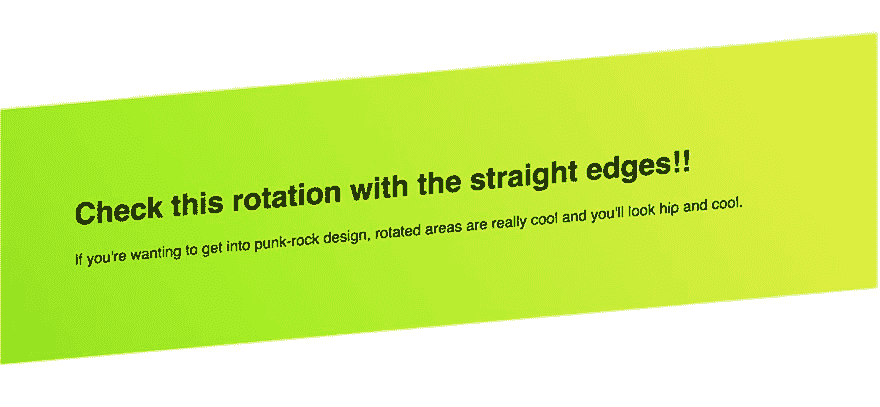 Check this rotation with the straight edges!!
If you're wanting to get into punk-rock design, rotated areas are really cool and you'll look hip and cool.